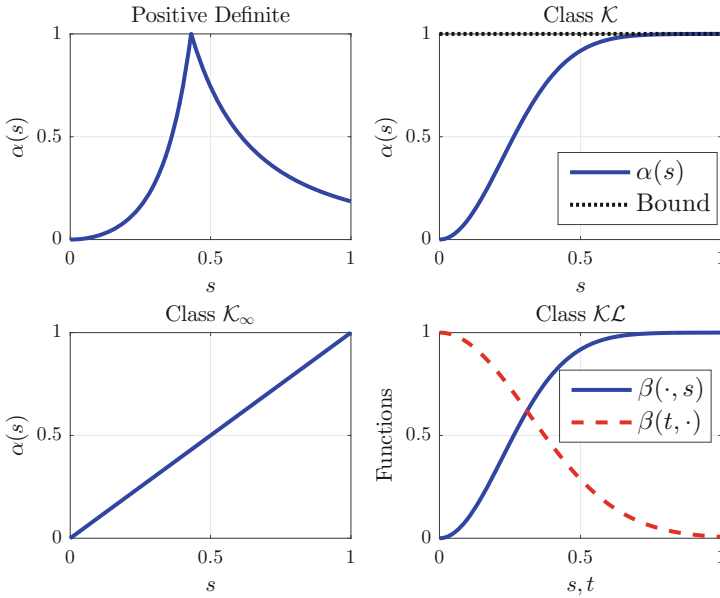 Positive Definite
1
0.5
0
α(s)
0
0.5
1
s
Class 𝒦
1
0.5
0
α(s)
α(s)
Bound
0
0.5
1
s
Class 𝒦∞
1
0.5
0
α(s)
0
0.5
1
s
Class 𝒦ℒ
1
0.5
0
Functions
β(·, s)
β(t, ·)
0
0.5
1
s, t